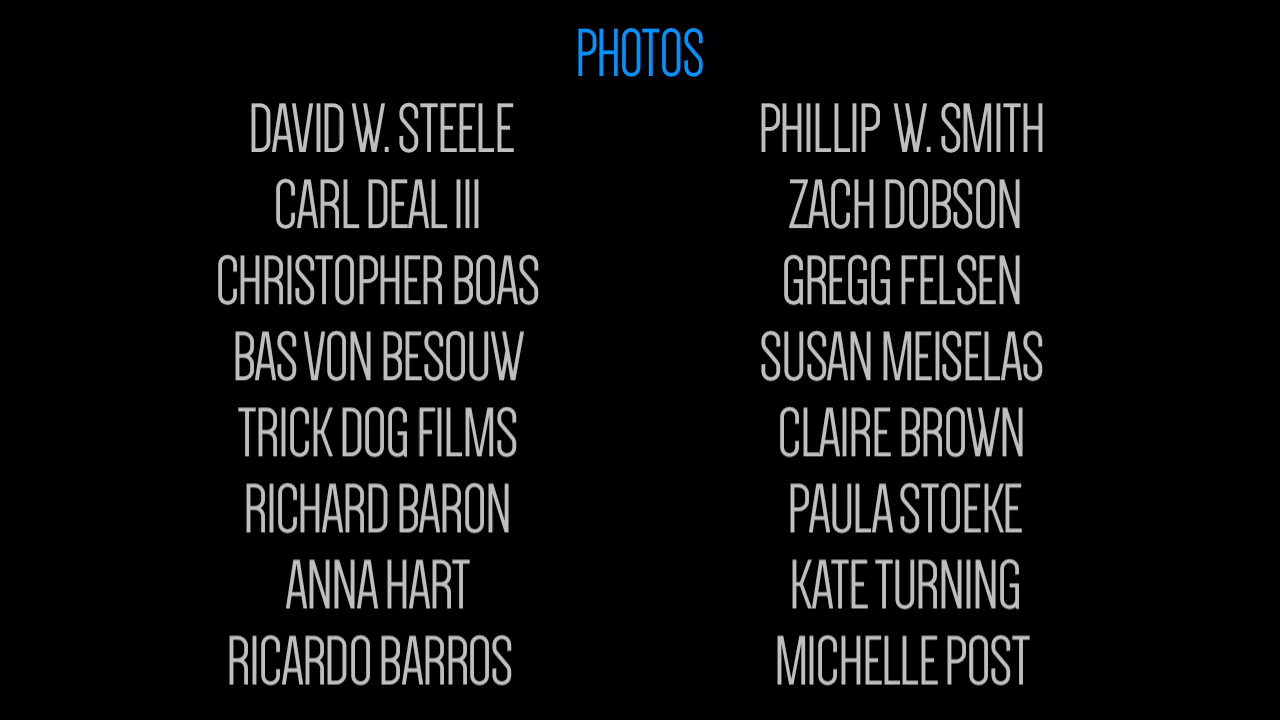 PHOTOS
DAVID W. STEELE
PHILLIP W. SMITH
CARL DEAL III
ZACH DOBSON
CHRISTOPHER BOAS
GREGG FELSEN
BAS VON BESOUW
SUSAN MEISELAS
TRICK DOG FILMS
CLAIRE BROWN
RICHARD BARON
PAULA STOEKE
ANNA HART
KATE TURNING
RICARDO BARROS
MICHELLE POST